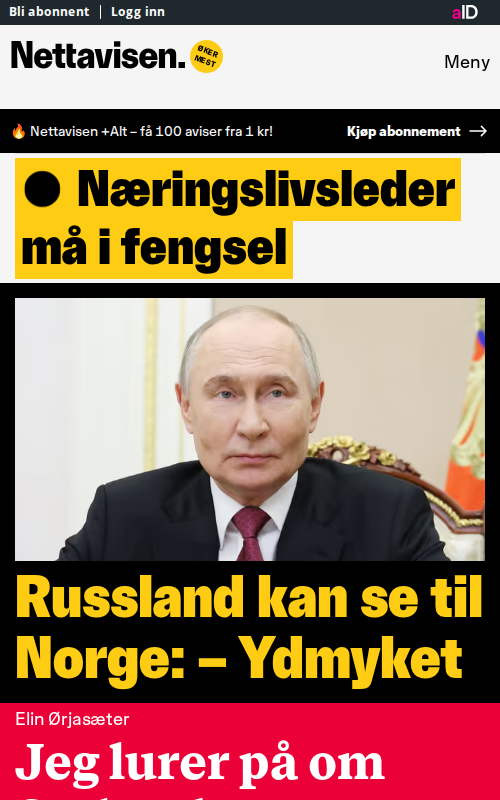 Bli abonnent
Logg inn
aID
Nettavisen.
ØKER
MEST
Meny
🔥 Nettavisen +Alt – få 100 aviser fra 1 kr!
Kjøp abonnement →
Næringslivsleder
må i fengsel
Russland kan se til
Norge: – Ydmyket
Elin Ørjasæter
Jeg lurer på om